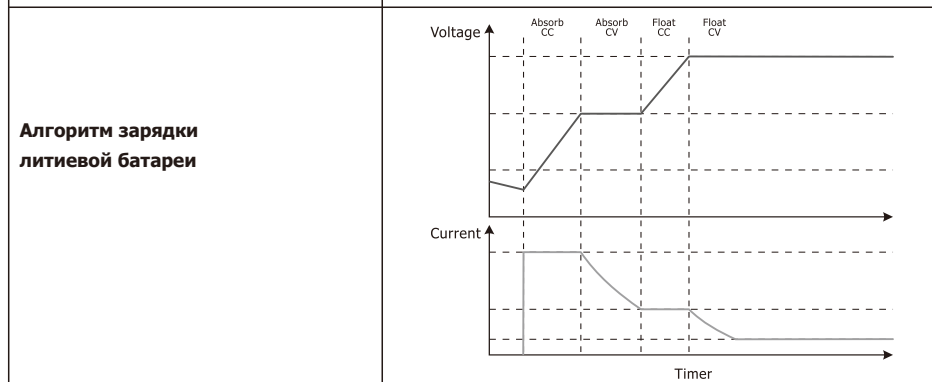 Алгоритм зарядки
литиевой батареи
Voltage
Absorb
CC
Absorb
CV
Float
CC
Float
CV
Current
Timer